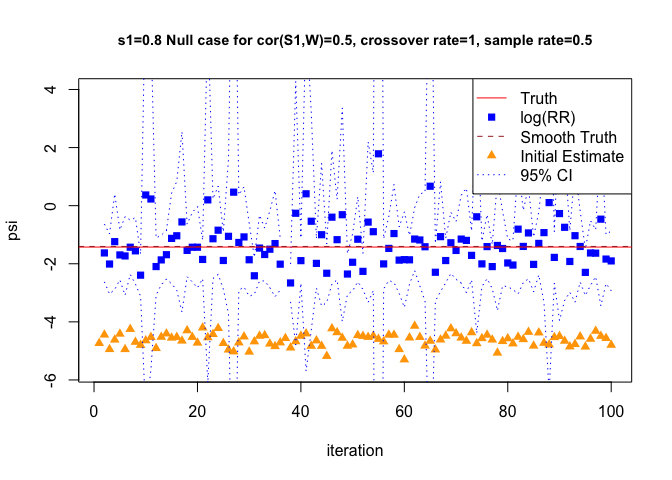 s1=0.8 Null case for cor(S1,W)=0.5, crossover rate=1, sample rate=0.5
Truth
log(RR)
Smooth Truth
Initial Estimate
95% CI
psi
4
2
0
-2
-4
-6
0 20 40 60 80 100
iteration